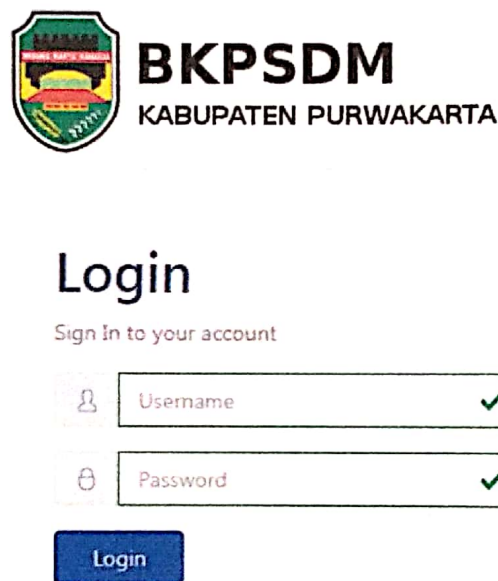 BKPSDM
KABUPATEN PURWAKARTA
Login
Sign In to your account
Username
Password
Login